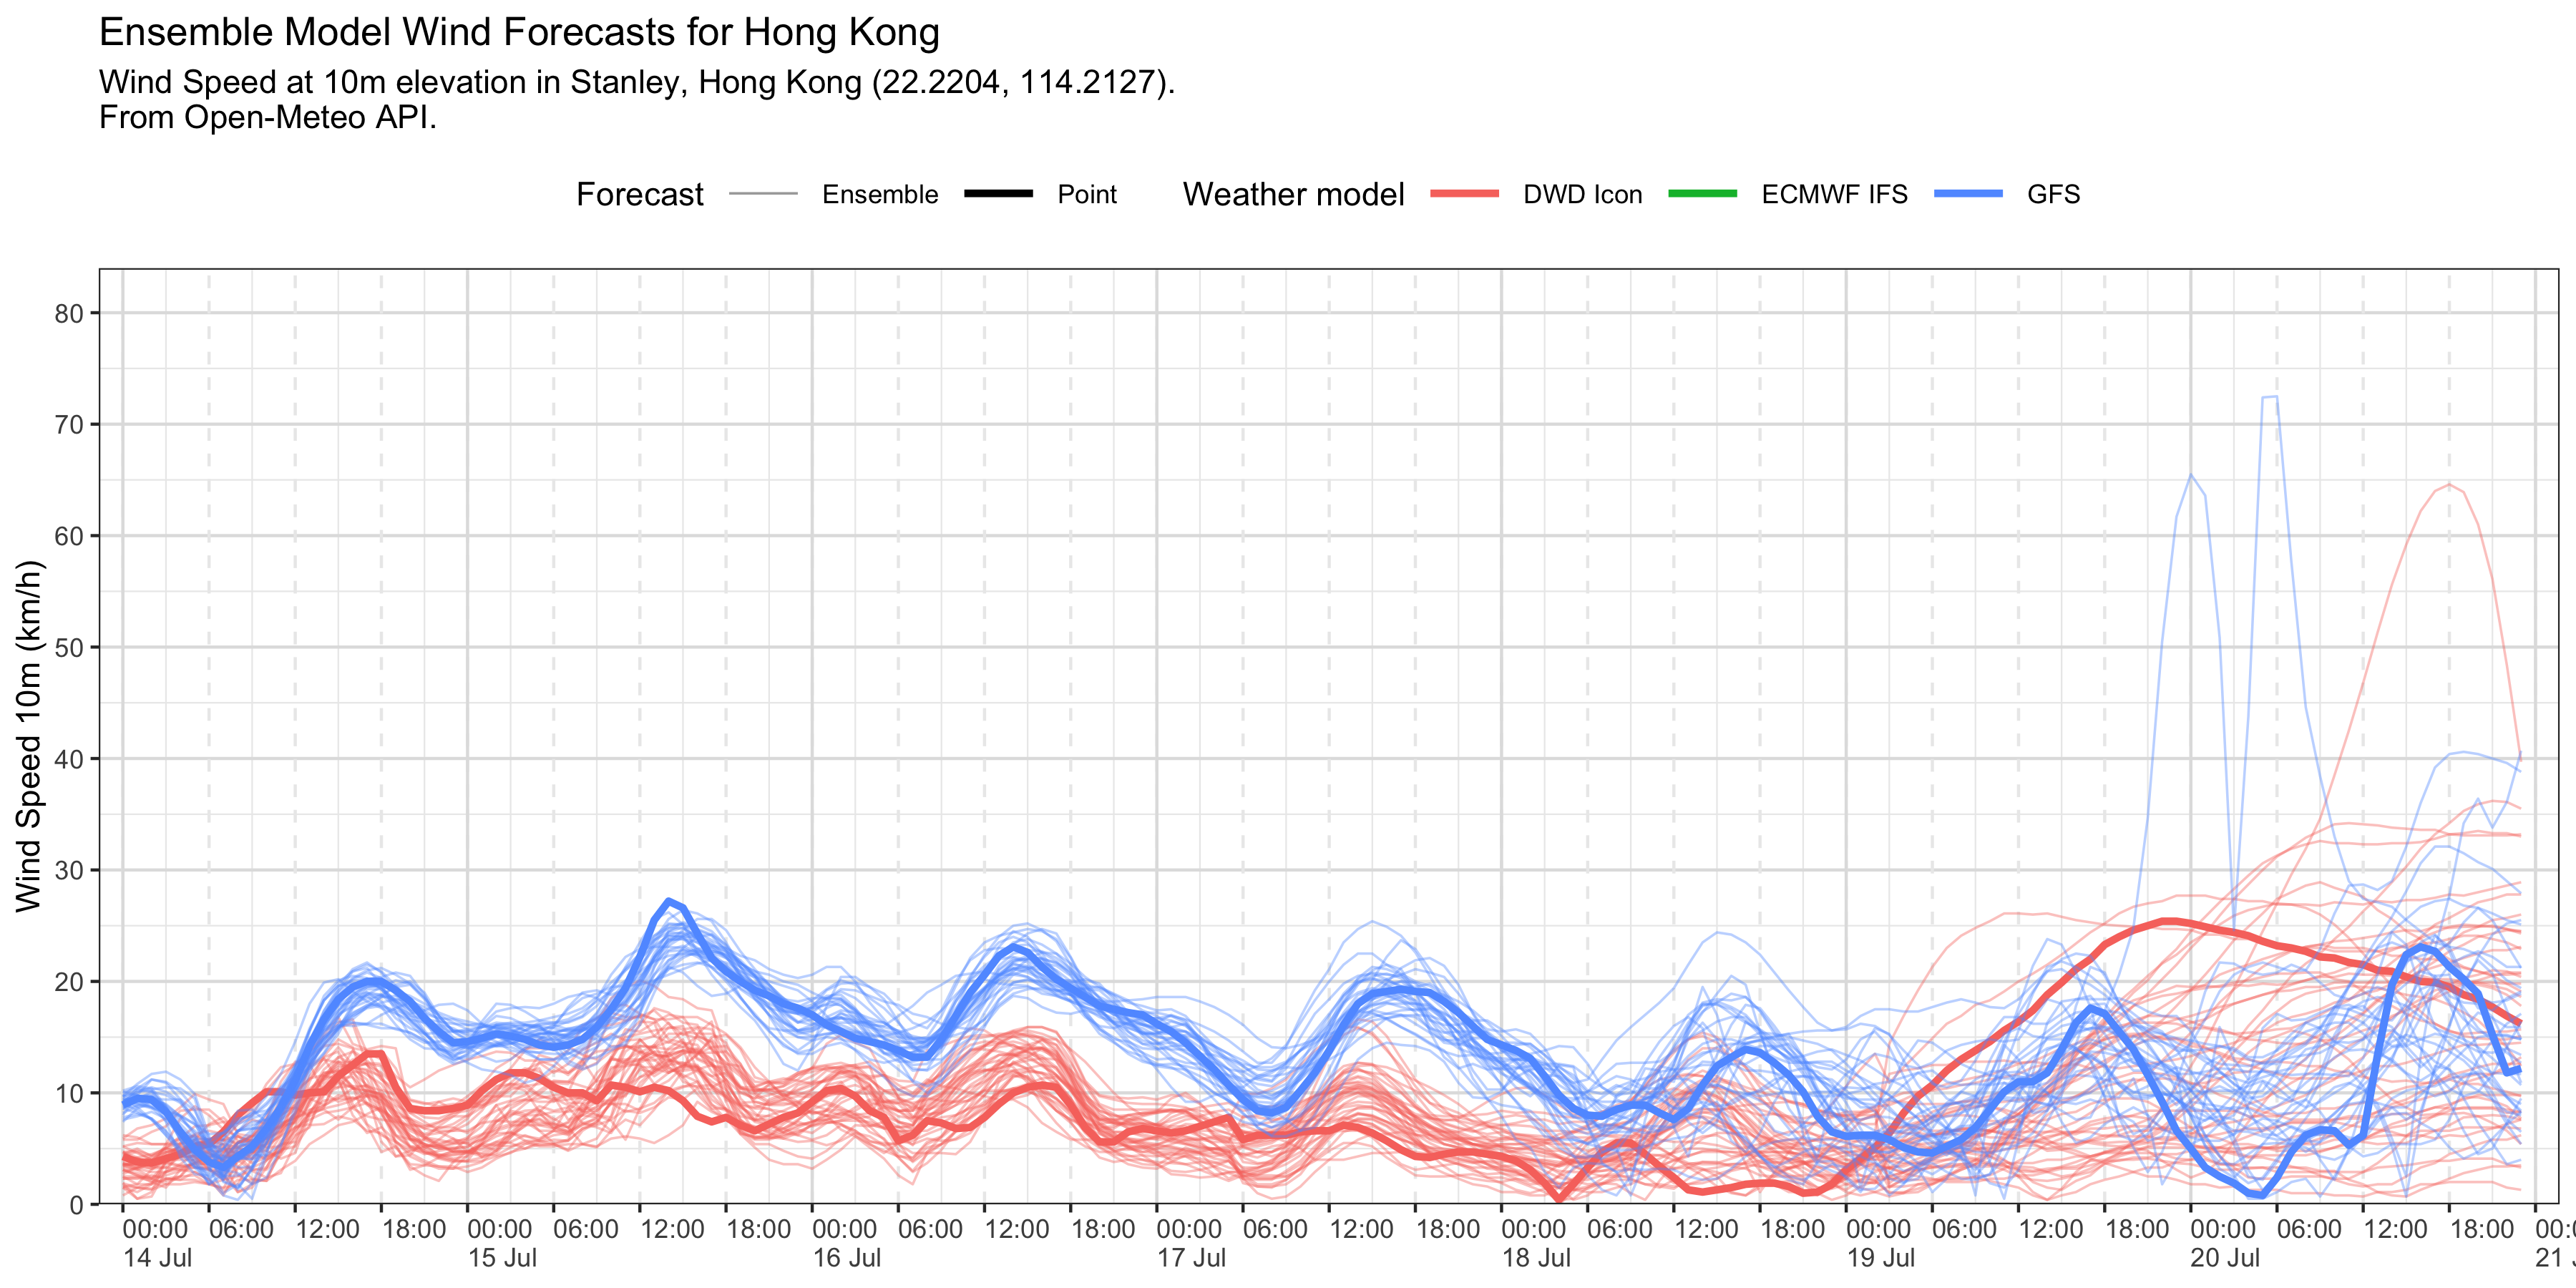 Ensemble Model Wind Forecasts for Hong Kong
Wind Speed at 10m elevation in Stanley, Hong Kong (22.2204, 114.2127).
From Open-Meteo API.
Forecast Ensemble Point Weather model DWD Icon ECMWF IFS GFS
Wind Speed 10m (km/h)
80
70
60
50
40
30
20
10
0
00:00 06:00 12:00 18:00 00:00 06:00 12:00 18:00 00:00 06:00 12:00 18:00 00:00 06:00 12:00 18:00 00:00 06:00 12:00 18:00 00:00 06:00 12:00 18:00 00:00 06:00 12:00 18:00 00:0
14 Jul 15 Jul 16 Jul 17 Jul 18 Jul 19 Jul 20 Jul 21 J